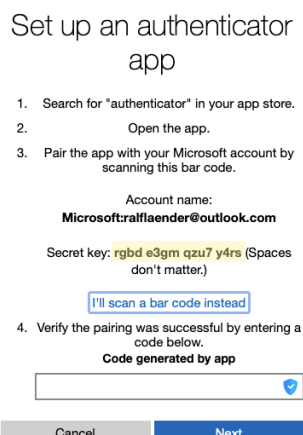 Set up an authenticator
app
1. Search for "authenticator" in your app store.
2. Open the app.
3. Pair the app with your Microsoft account by
scanning this bar code.
Account name:
Microsoft:ralflaender@outlook.com
Secret key: rgbd e3gm qzu7 y4rs (Spaces
don't matter.)
I'll scan a bar code instead
4. Verify the pairing was successful by entering a
code below.
Code generated by app
Cancel
Next